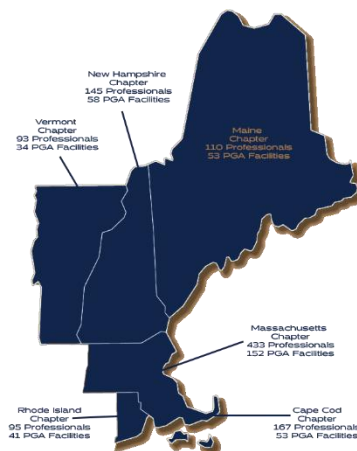 New Hampshire
Chapter
145 Professionals
58 PGA Facilities
Vermont
Chapter
93 Professionals
34 PGA Facilities
Maine
Chapter
110 Professionals
53 PGA Facilities
Massachusetts
Chapter
433 Professionals
152 PGA Facilities
Rhode Island
Chapter
95 Professionals
41 PGA Facilities
Cape Cod
Chapter
167 Professionals
53 PGA Facilities